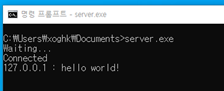 명령 프롬프트 - server.exe
C:\Users\xoghk\Documents>server.exe
Waiting...
Connected
127.0.0.1 : hello world!